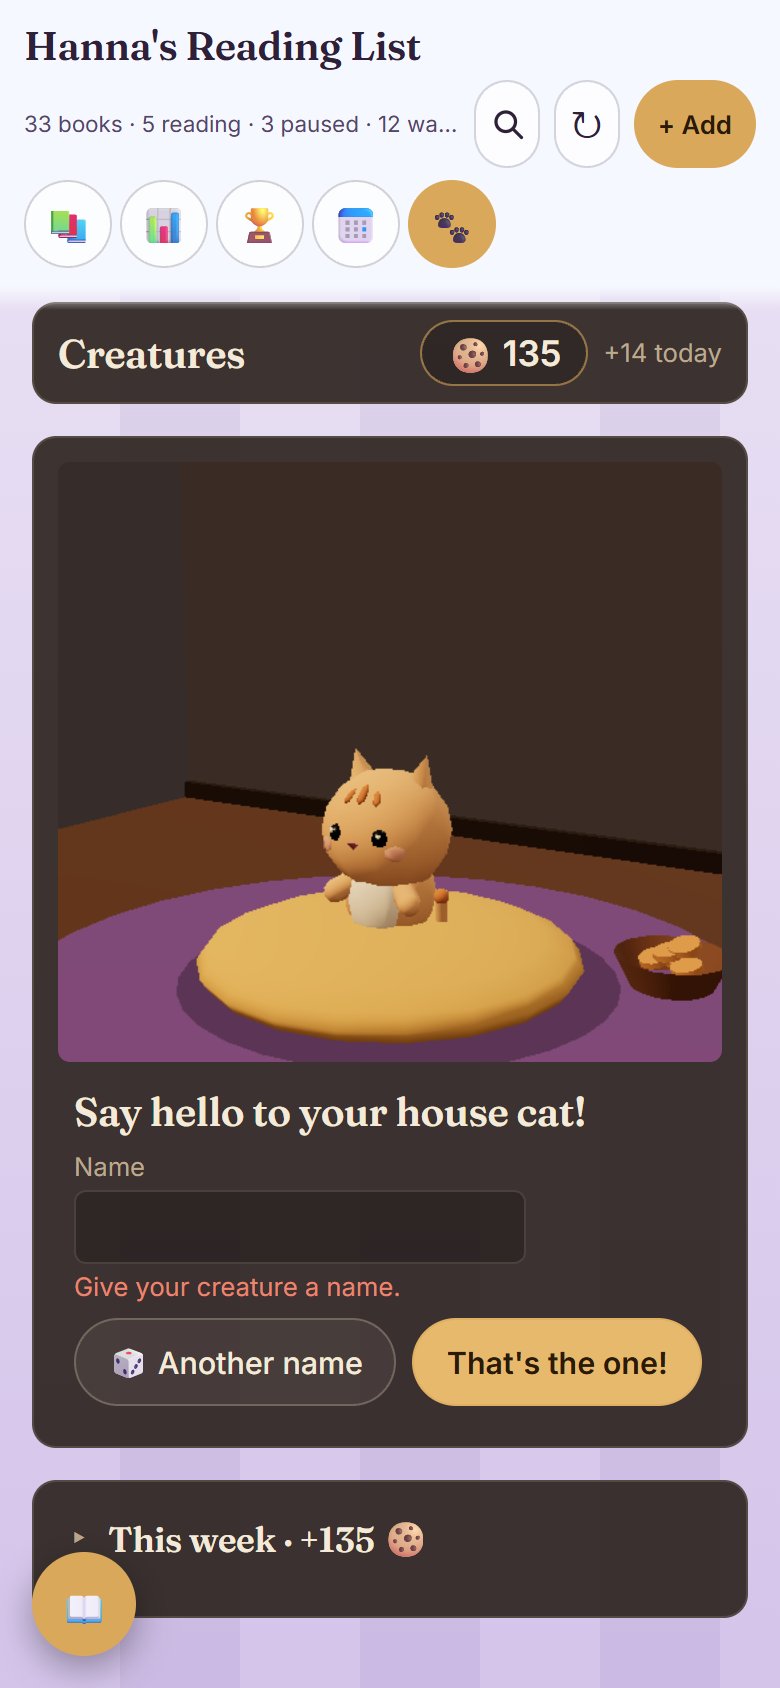 Hanna's Reading List
33 books · 5 reading · 3 paused · 12 wa...
+ Add
Creatures
135
+14 today
Say hello to your house cat!
Name
Give your creature a name.
Another name
That's the one!
This week · +135